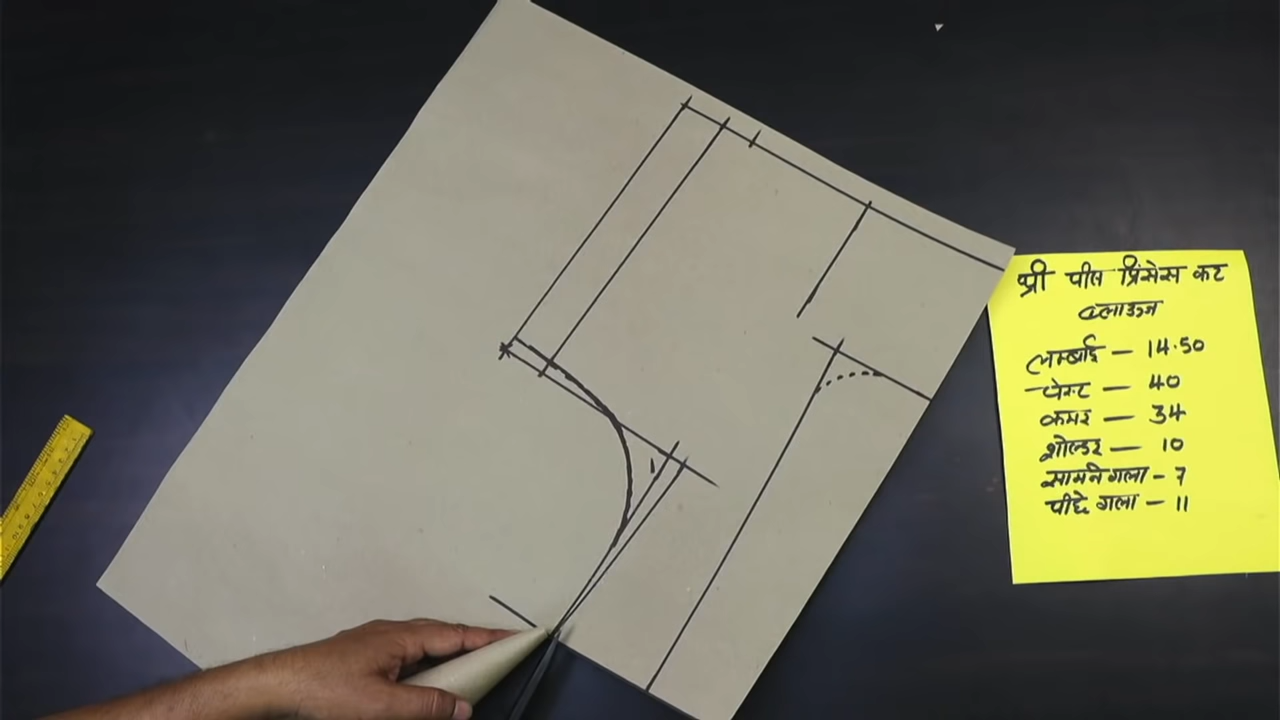 थ्री पीस प्रिंसेस कट
ब्लाउज
लम्बाई — 14.50
चेस्ट — 40
कमर — 34
शोल्डर — 10
सामने गला - 7
पीछे गला — 11